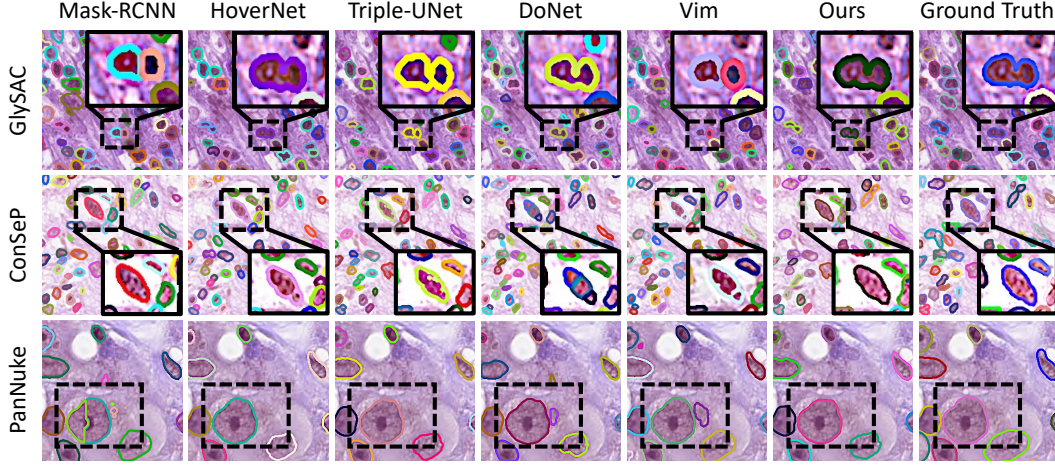 Mask-RCNN HoverNet Triple-UNet DoNet Vim Ours Ground Truth
GlySAC
ConSeP
PanNuke